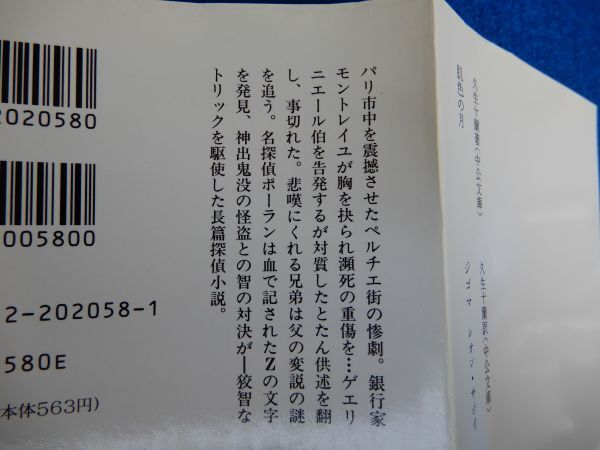 パリ市中を震撼させたペルチエ街の惨劇。銀行家
モントレイユが胸を抉られ瀕死の重傷を…ゲエリ
ニエール伯を告発するが対質したとたん供述を翻
し、事切れた。悲嘆にくれる兄弟は父の変説の謎
を追う。名探偵ポーランは血で記されたZの文字
を発見、神出鬼没の怪盗との智の対決が―狡智な
トリックを駆使した長篇探偵小説。
久生十蘭著(中公文庫)
肌色の月
久生十蘭訳(中公文庫)
ジゴマ　レオン・サジイ
2020580
005800
2-202058-1
580E
本体563円)